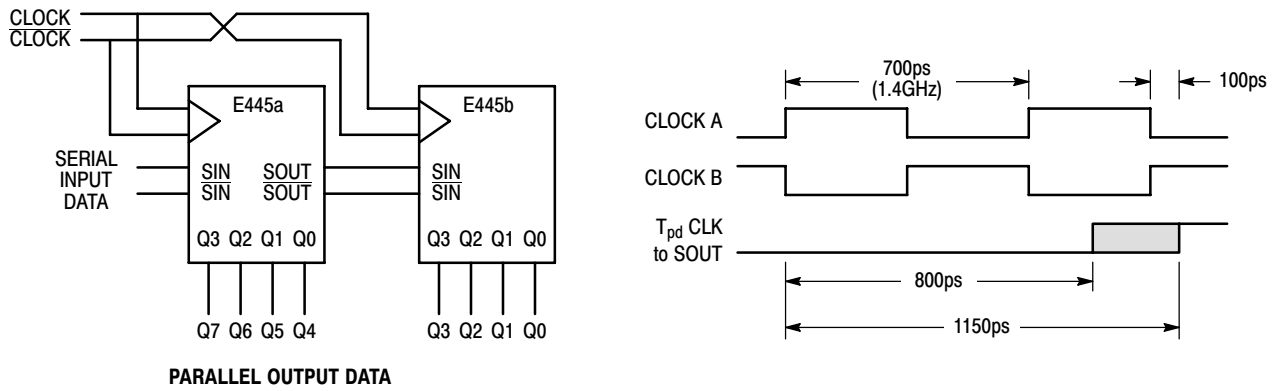 CLOCK
CLOCK
E445a
E445b
SERIAL
INPUT
DATA
SIN
SIN
SOUT
SOUT
SIN
SIN
Q3 Q2 Q1 Q0
Q3 Q2 Q1 Q0
Q7 Q6 Q5 Q4
Q3 Q2 Q1 Q0
PARALLEL OUTPUT DATA
700ps
(1.4GHz)
100ps
CLOCK A
CLOCK B
Tpd CLK
to SOUT
800ps
1150ps